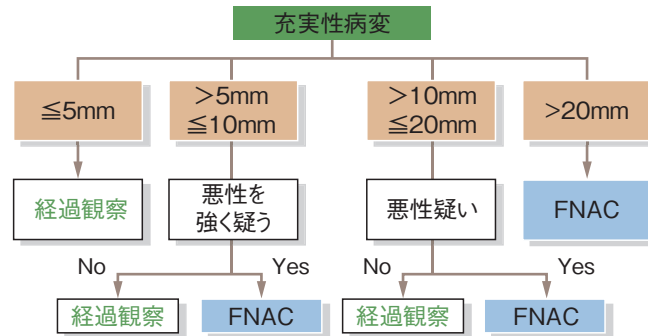 充実性病変
≦5mm
>5mm
≦10mm
>10mm
≦20mm
>20mm
経過観察
悪性を
強く疑う
悪性疑い
FNAC
No
Yes
No
Yes
経過観察
FNAC
経過観察
FNAC